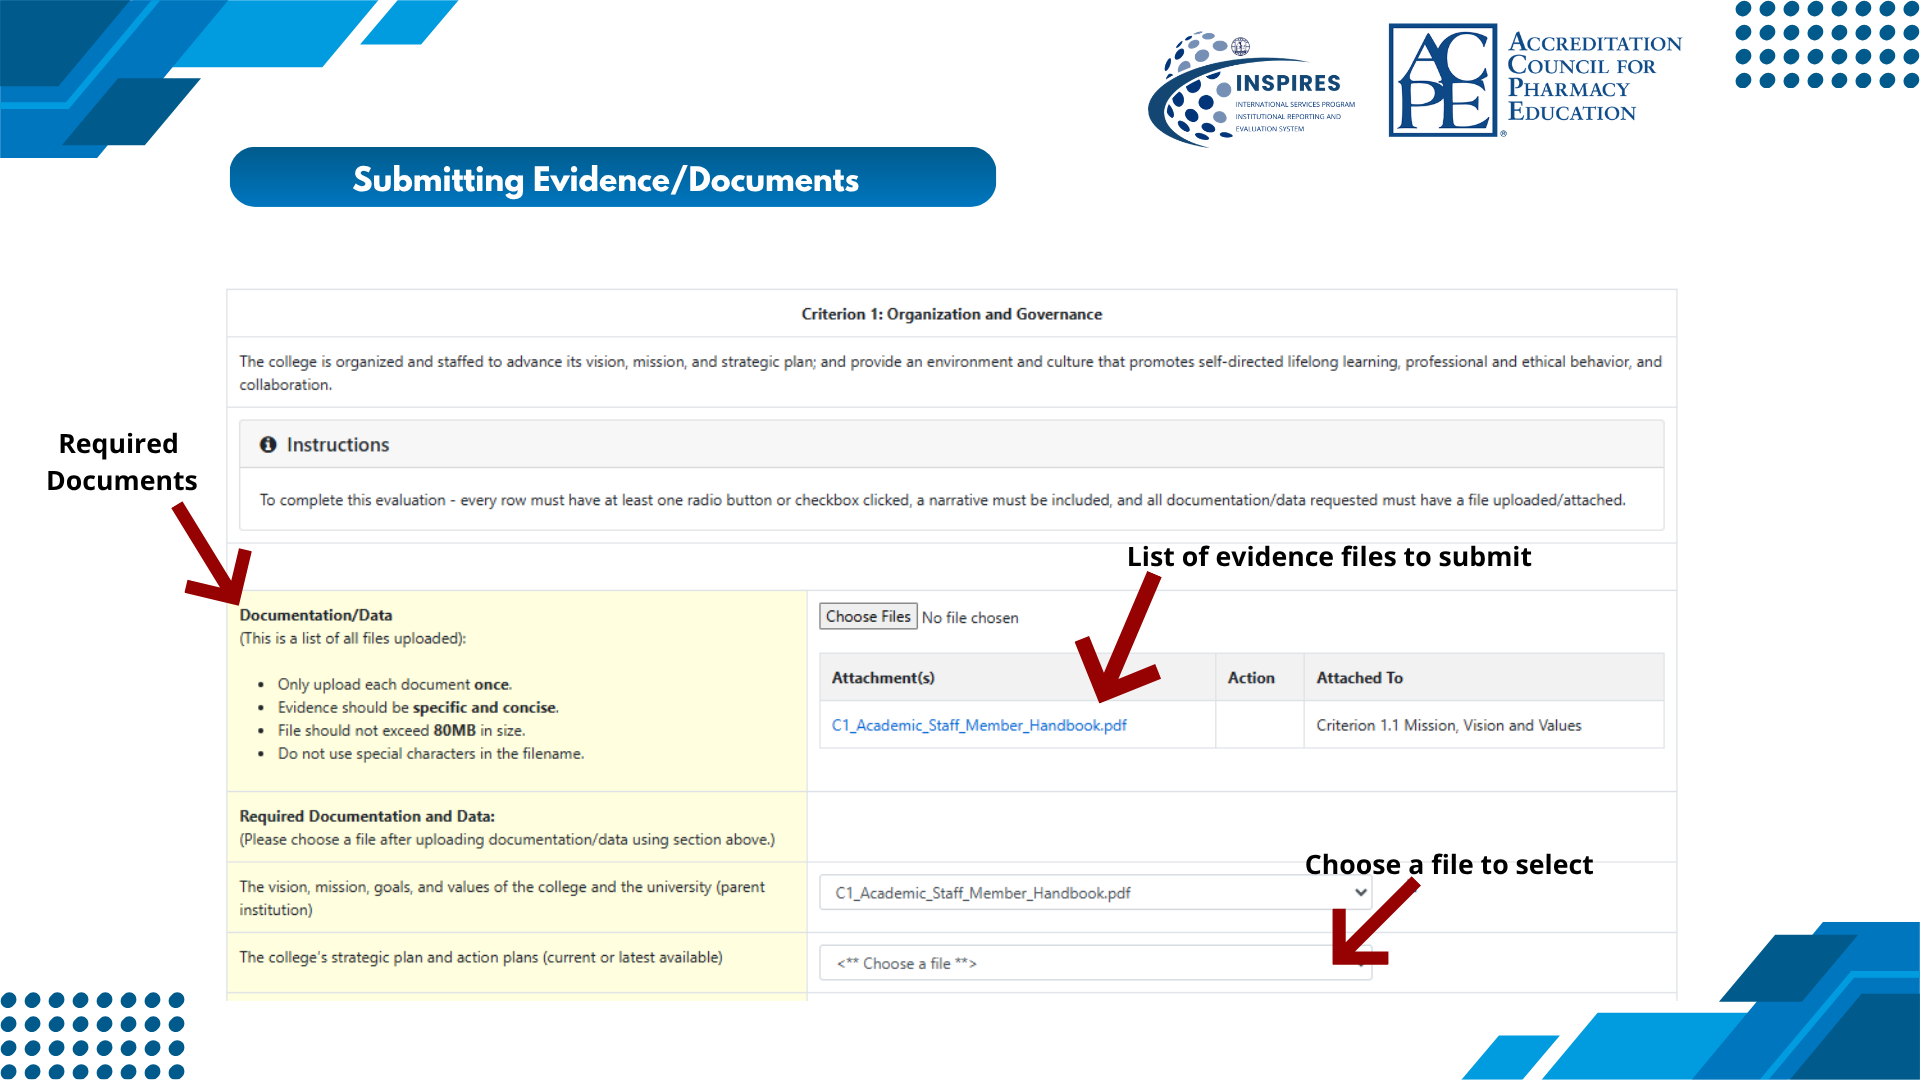 INSPIRES
INTERNATIONAL SERVICES PROGRAM
INSTITUTIONAL REPORTING AND
EVALUATION SYSTEM
AC
PE
®
ACCREDITATION
COUNCIL FOR
PHARMACY
EDUCATION
Submitting Evidence/Documents
Criterion 1: Organization and Governance
The college is organized and staffed to advance its vision, mission, and strategic plan; and provide an environment and culture that promotes self-directed lifelong learning, professional and ethical behavior, and
collaboration.
Required
Documents
Instructions
To complete this evaluation - every row must have at least one radio button or checkbox clicked, a narrative must be included, and all documentation/data requested must have a file uploaded/attached.
List of evidence files to submit
Documentation/Data
(This is a list of all files uploaded):
• Only upload each document once.
• Evidence should be specific and concise.
• File should not exceed 80MB in size.
• Do not use special characters in the filename.
Choose Files No file chosen
Attachment(s) Action Attached To
C1_Academic_Staff_Member_Handbook.pdf Criterion 1.1 Mission, Vision and Values
Required Documentation and Data:
(Please choose a file after uploading documentation/data using section above.)
Choose a file to select
The vision, mission, goals, and values of the college and the university (parent
institution)
C1_Academic_Staff_Member_Handbook.pdf
The college's strategic plan and action plans (current or latest available)
<** Choose a file **>